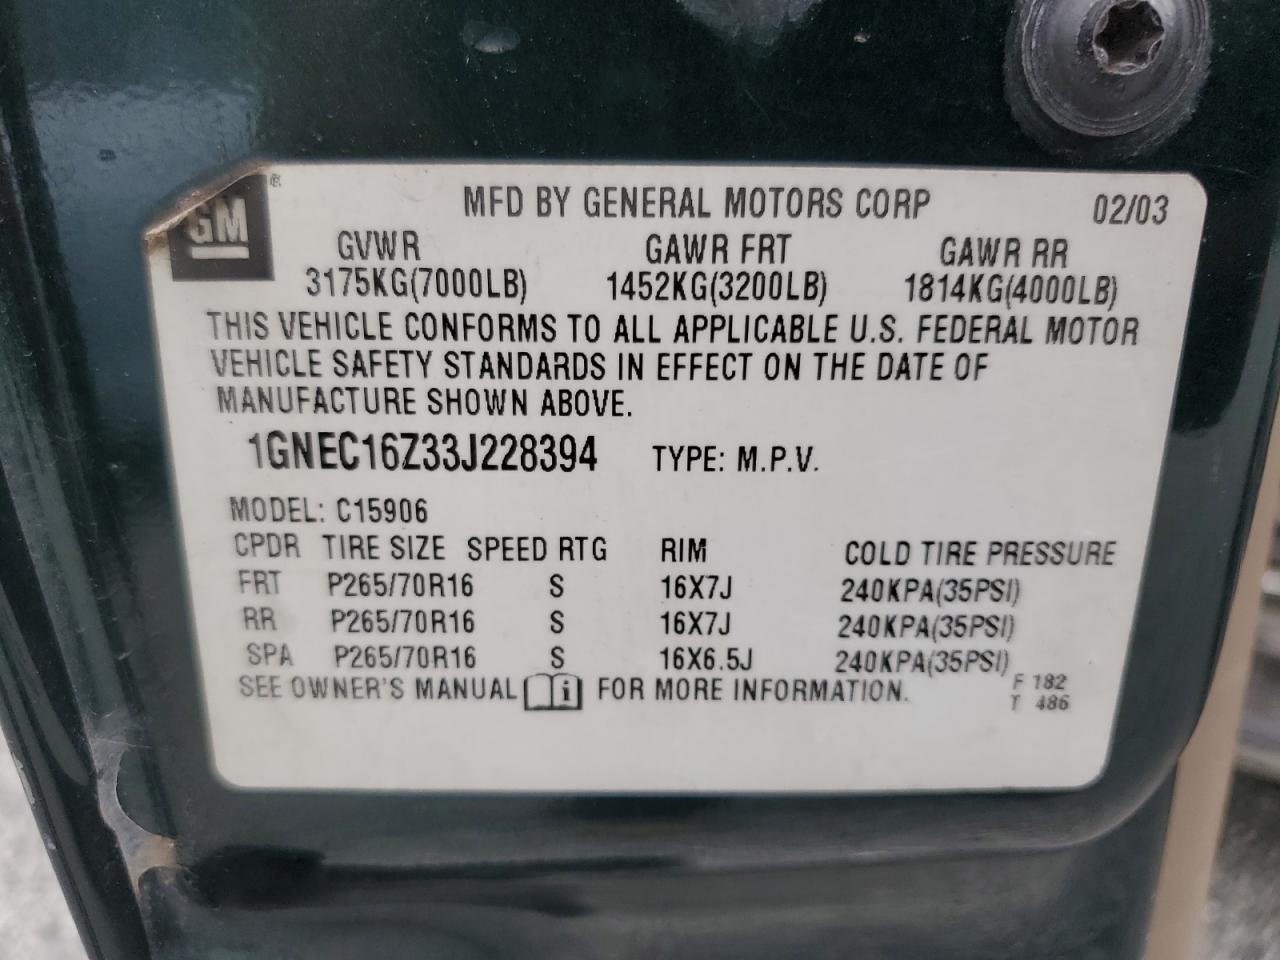 GM ®
MFD BY GENERAL MOTORS CORP 02/03
GVWR GAWR FRT GAWR RR
3175KG(7000LB) 1452KG(3200LB) 1814KG(4000LB)
THIS VEHICLE CONFORMS TO ALL APPLICABLE U.S. FEDERAL MOTOR
VEHICLE SAFETY STANDARDS IN EFFECT ON THE DATE OF
MANUFACTURE SHOWN ABOVE.
1GNEC16Z33J228394 TYPE: M.P.V.
MODEL: C15906
CPDR TIRE SIZE SPEED RTG RIM COLD TIRE PRESSURE
FRT P265/70R16 S 16X7J 240KPA(35PSI)
RR P265/70R16 S 16X7J 240KPA(35PSI)
SPA P265/70R16 S 16X6.5J 240KPA(35PSI)
SEE OWNER'S MANUAL i FOR MORE INFORMATION.
F 182
T 486